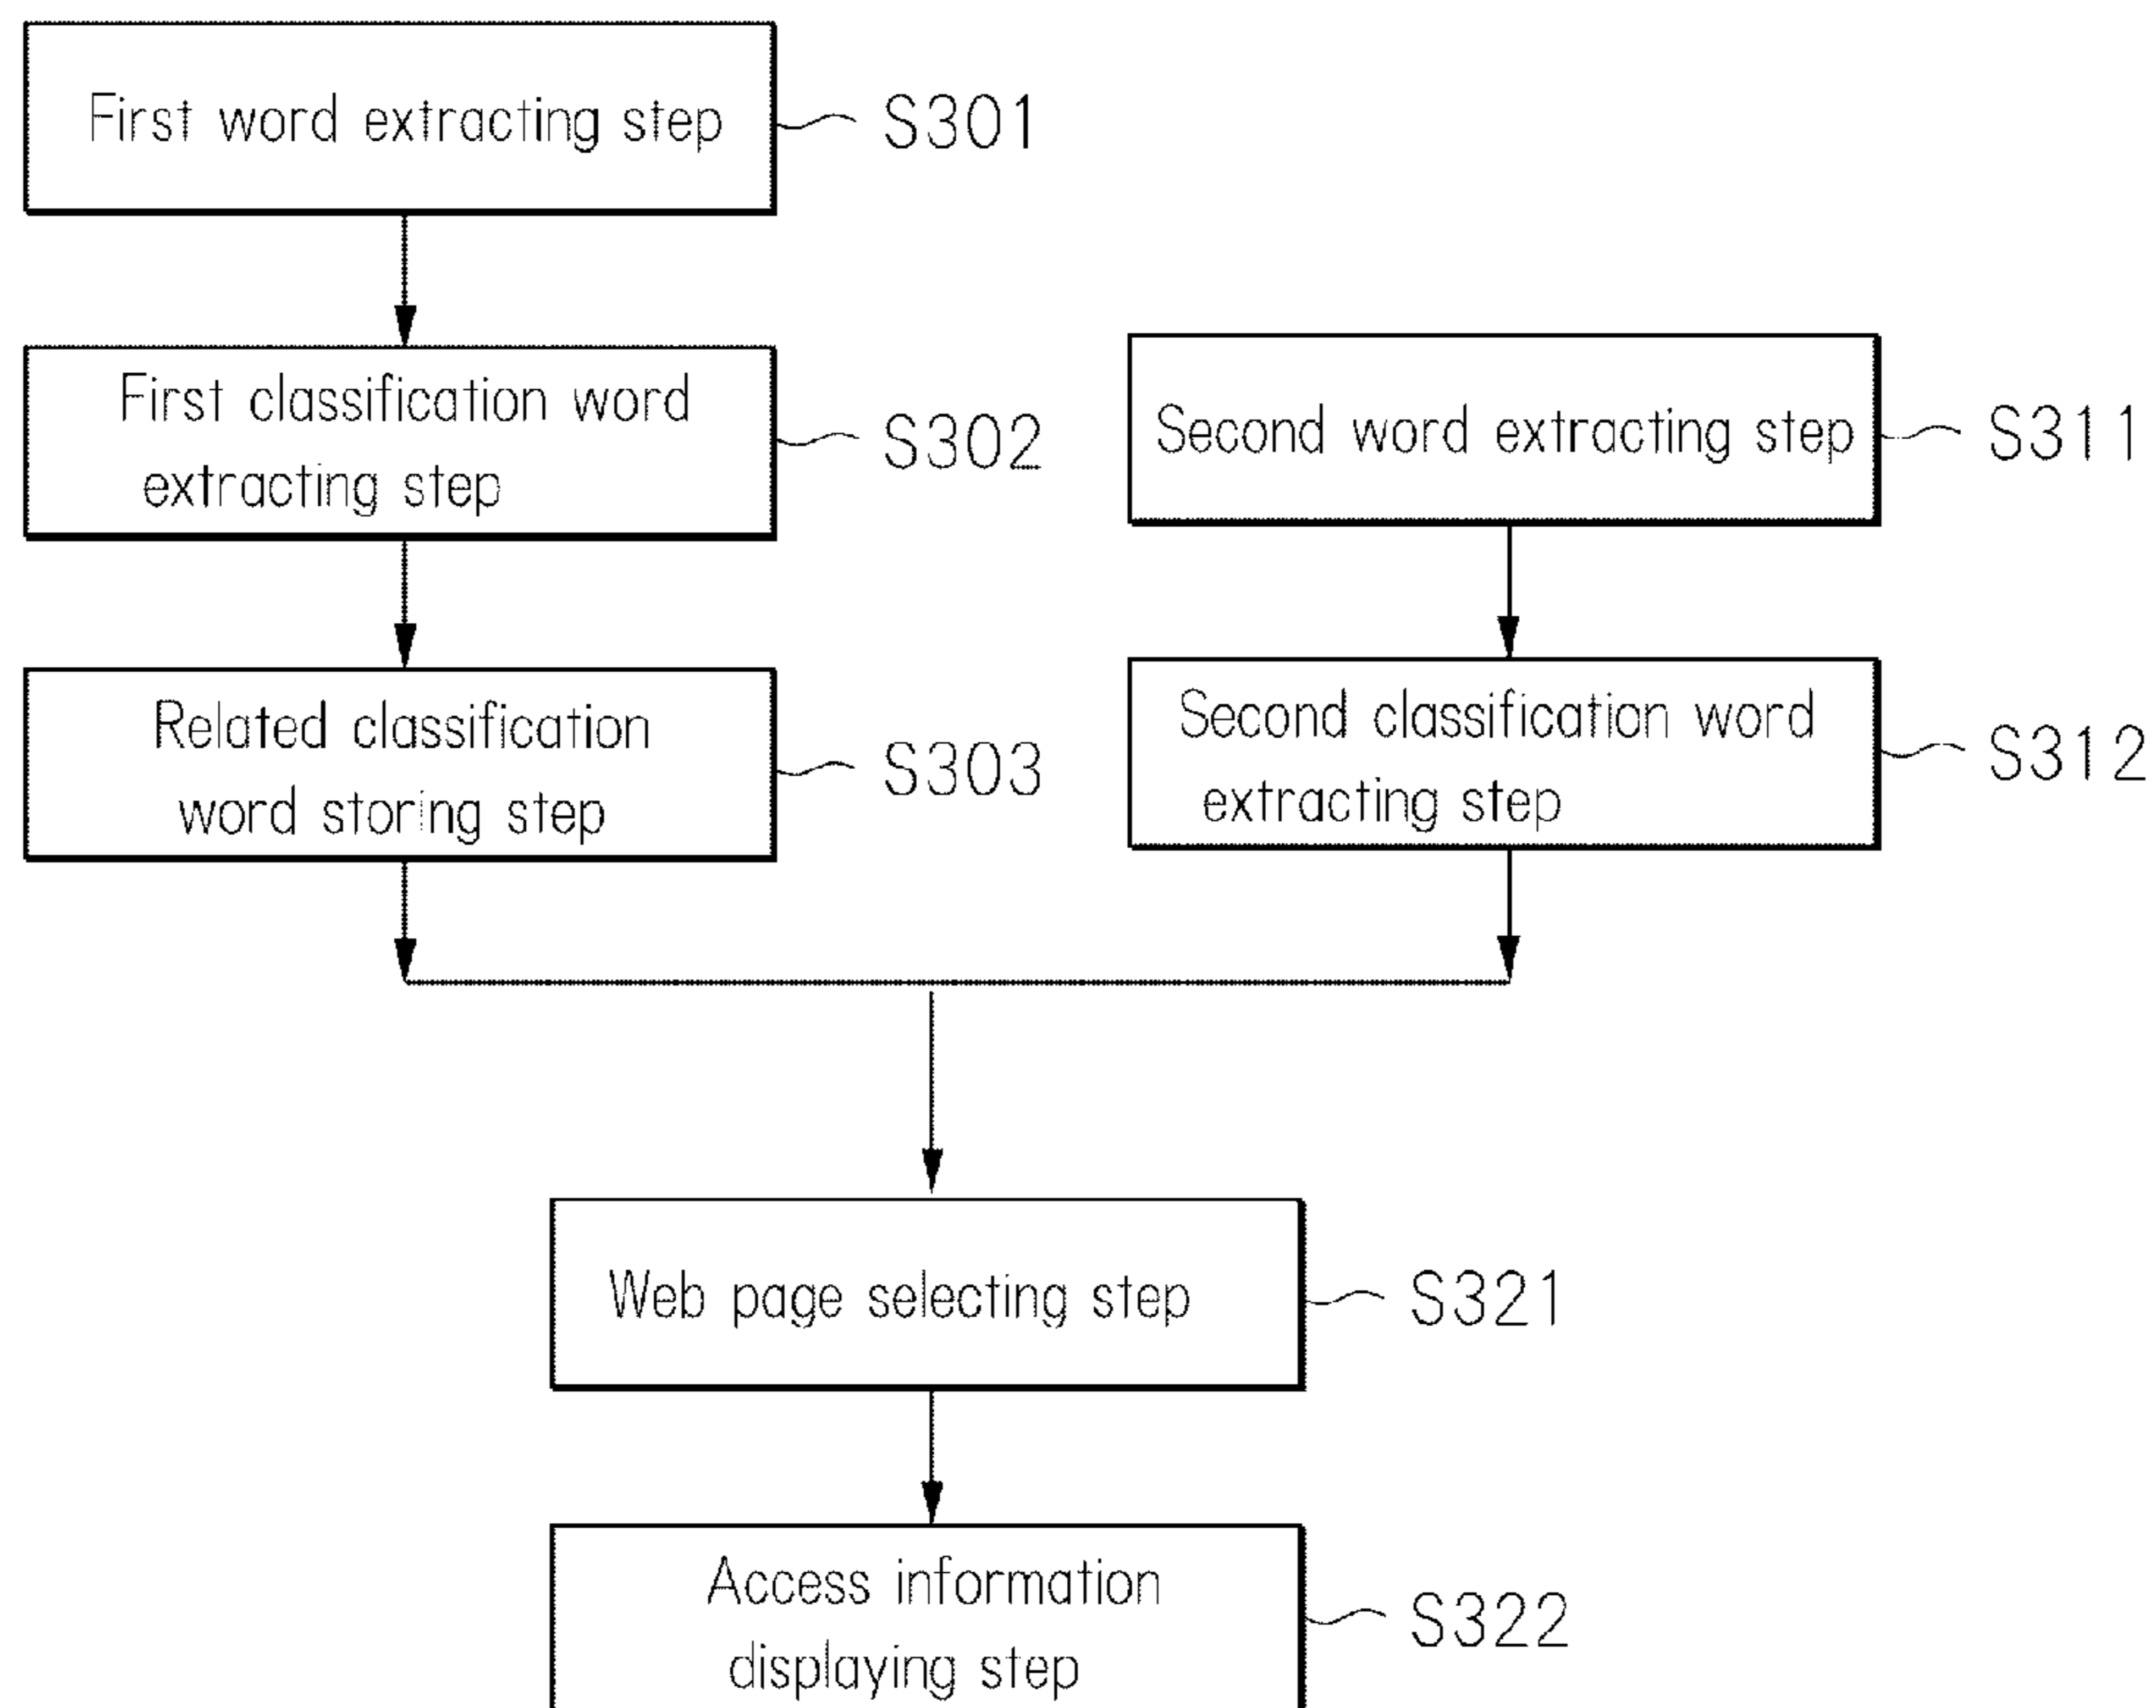 First word extracting step
S301
First classification word
extracting step
S302
Second word extracting step
S311
Related classification
word storing step
S303
Second classification word
extracting step
S312
Web page selecting step
S321
Access information
displaying step
S322